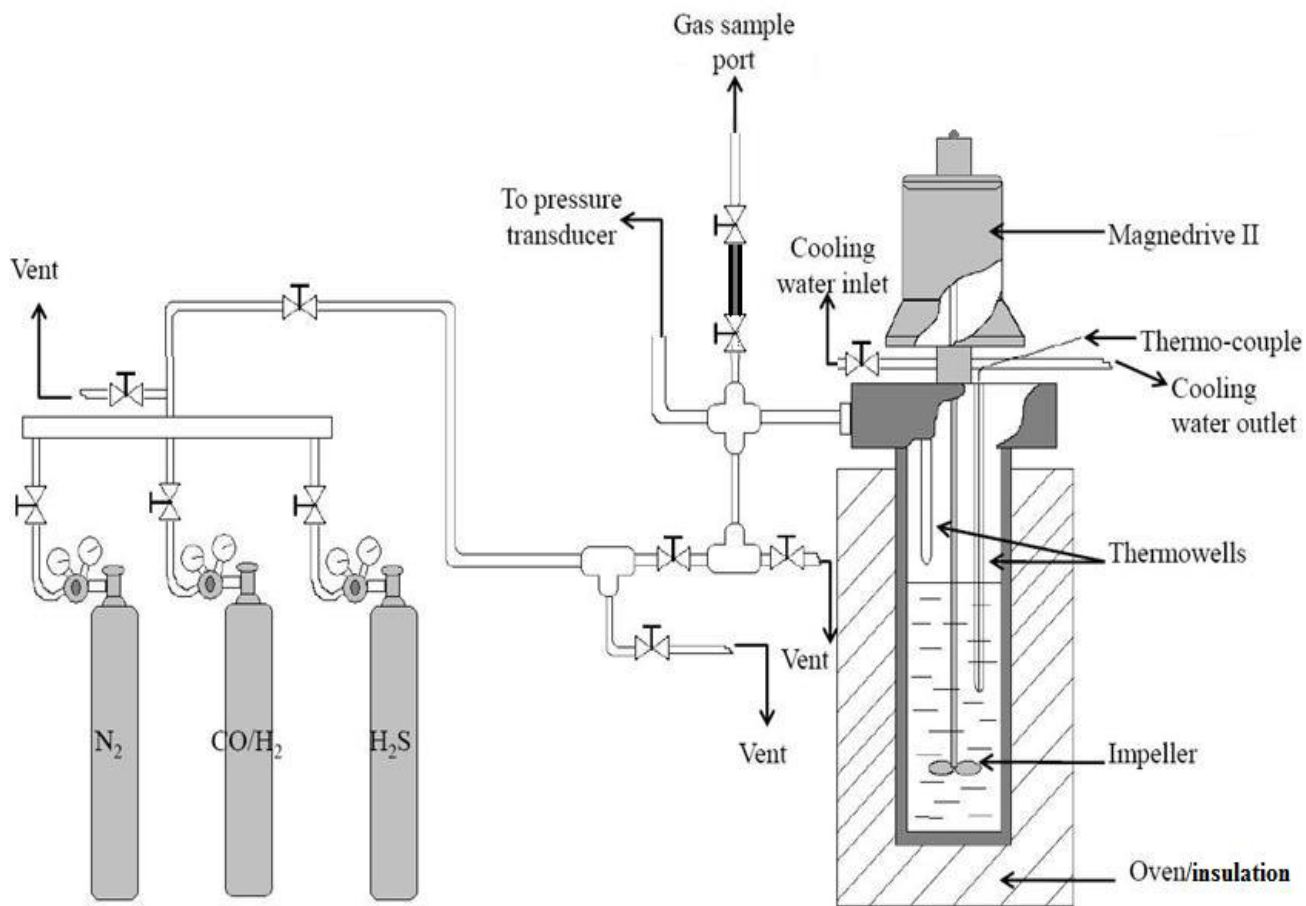 Gas sample
port
To pressure
transducer
Cooling
water inlet
Vent
Magnedrive II
Thermo-couple
Cooling
water outlet
Thermowells
Vent
Vent
N₂
CO/H₂
H₂S
Impeller
Oven/insulation